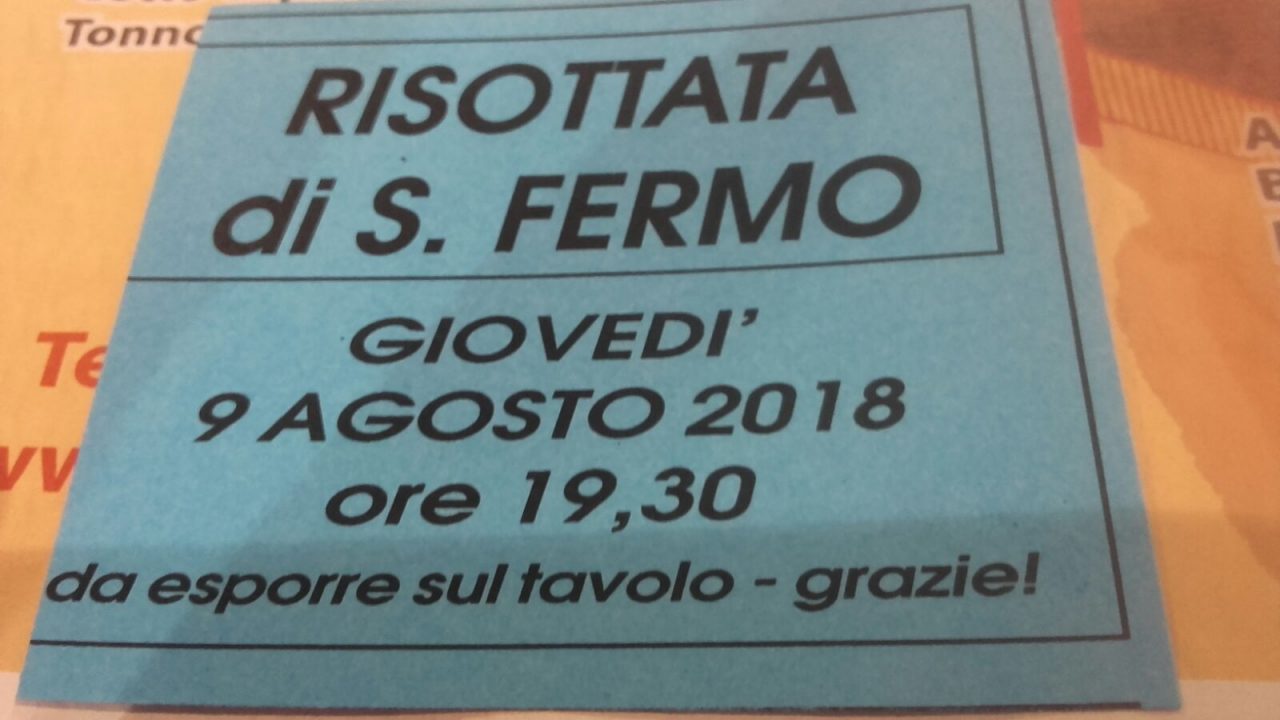 Tonno
RISOTTATA
di S. FERMO
GIOVEDI'
9 AGOSTO 2018
ore 19,30
da esporre sul tavolo - grazie!